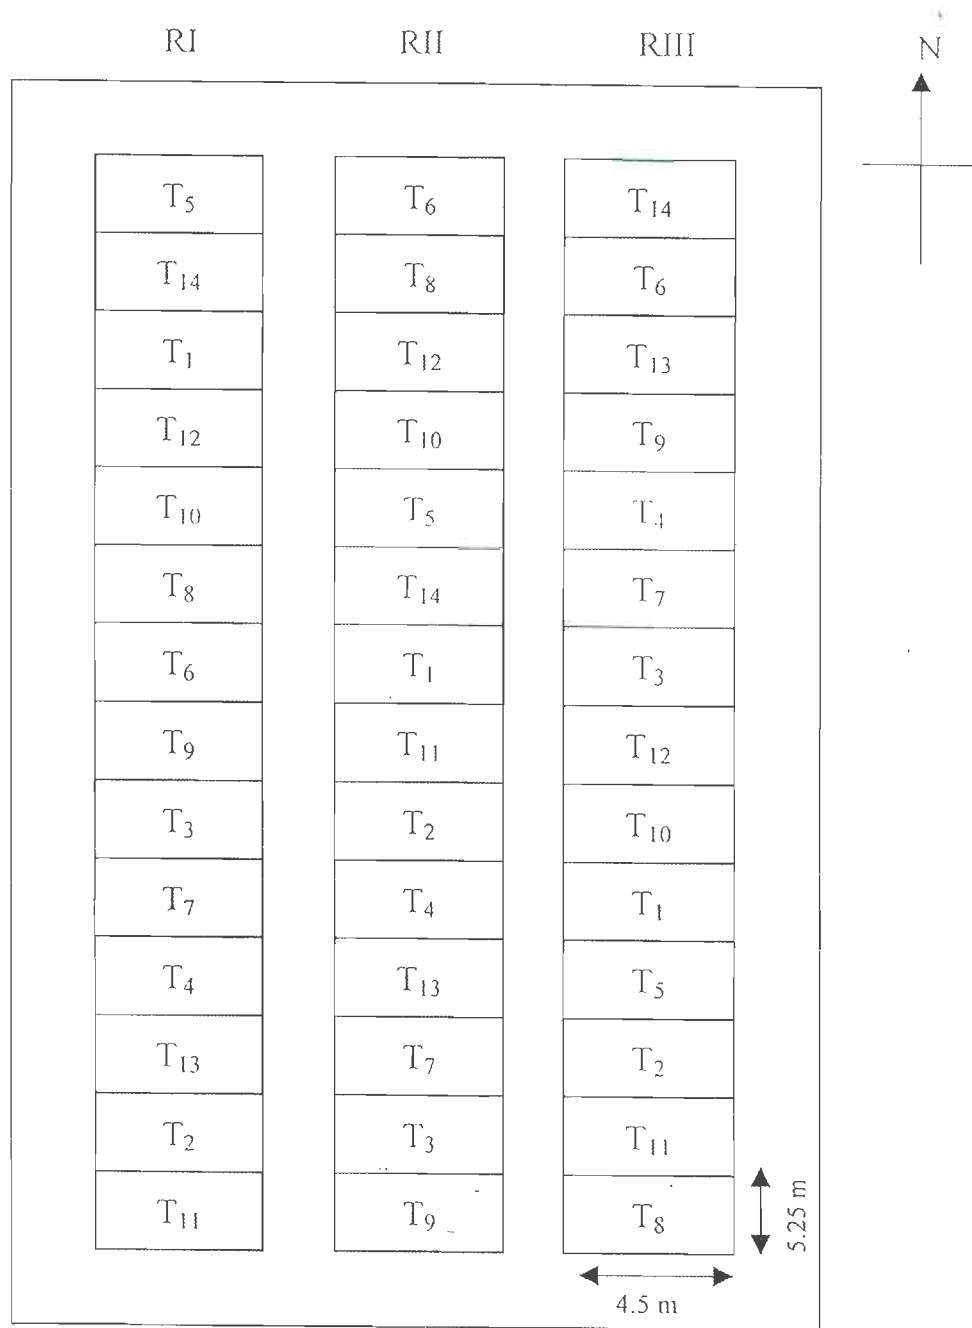 RI RII RIII N
T₅ T₆ T₁₄
T₁₄ T₈ T₆
T₁ T₁₂ T₁₃
T₁₂ T₁₀ T₉
T₁₀ T₅ T₄
T₈ T₁₄ T₇
T₆ T₁ T₃
T₉ T₁₁ T₁₂
T₃ T₂ T₁₀
T₇ T₄ T₁
T₄ T₁₃ T₅
T₁₃ T₇ T₂
T₂ T₃ T₁₁
T₁₁ T₉ T₈
5.25 m
4.5 m